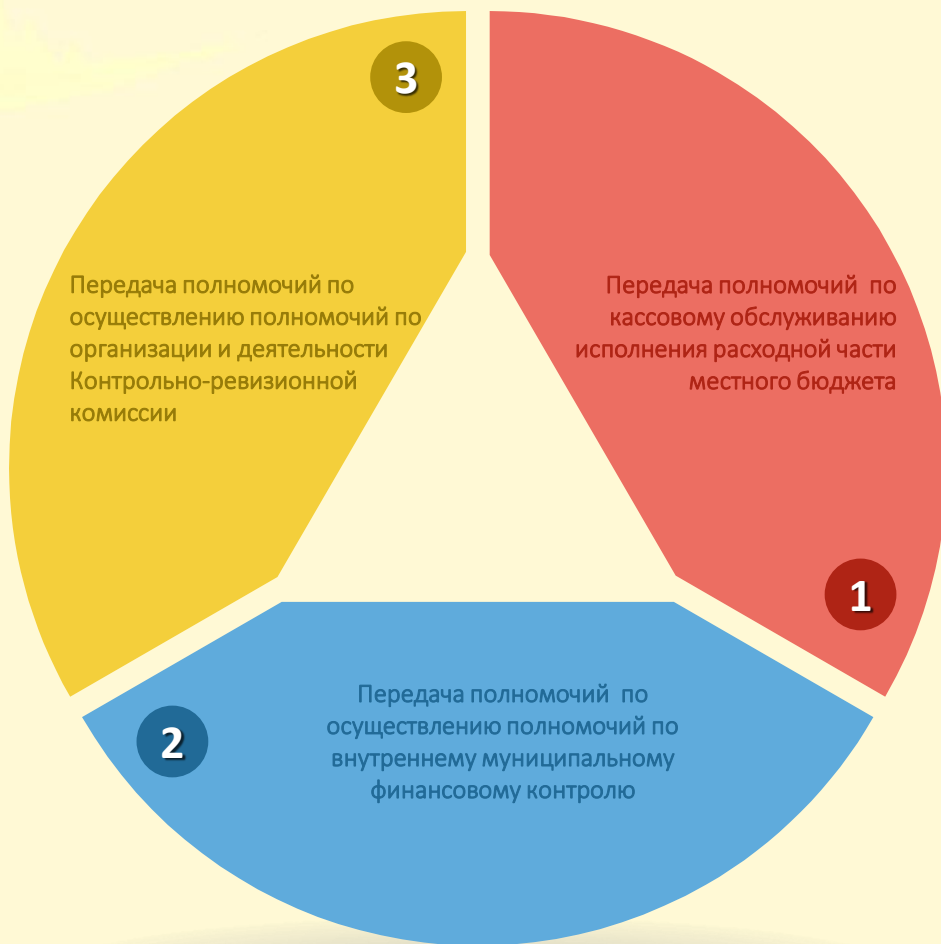 1
Передача полномочий по
кассовому обслуживанию
исполнения расходной части
местного бюджета
2
Передача полномочий по
осуществлению полномочий по
внутреннему муниципальному
финансовому контролю
3
Передача полномочий по
осуществлению полномочий по
организации и деятельности
Контрольно-ревизионной
комиссии